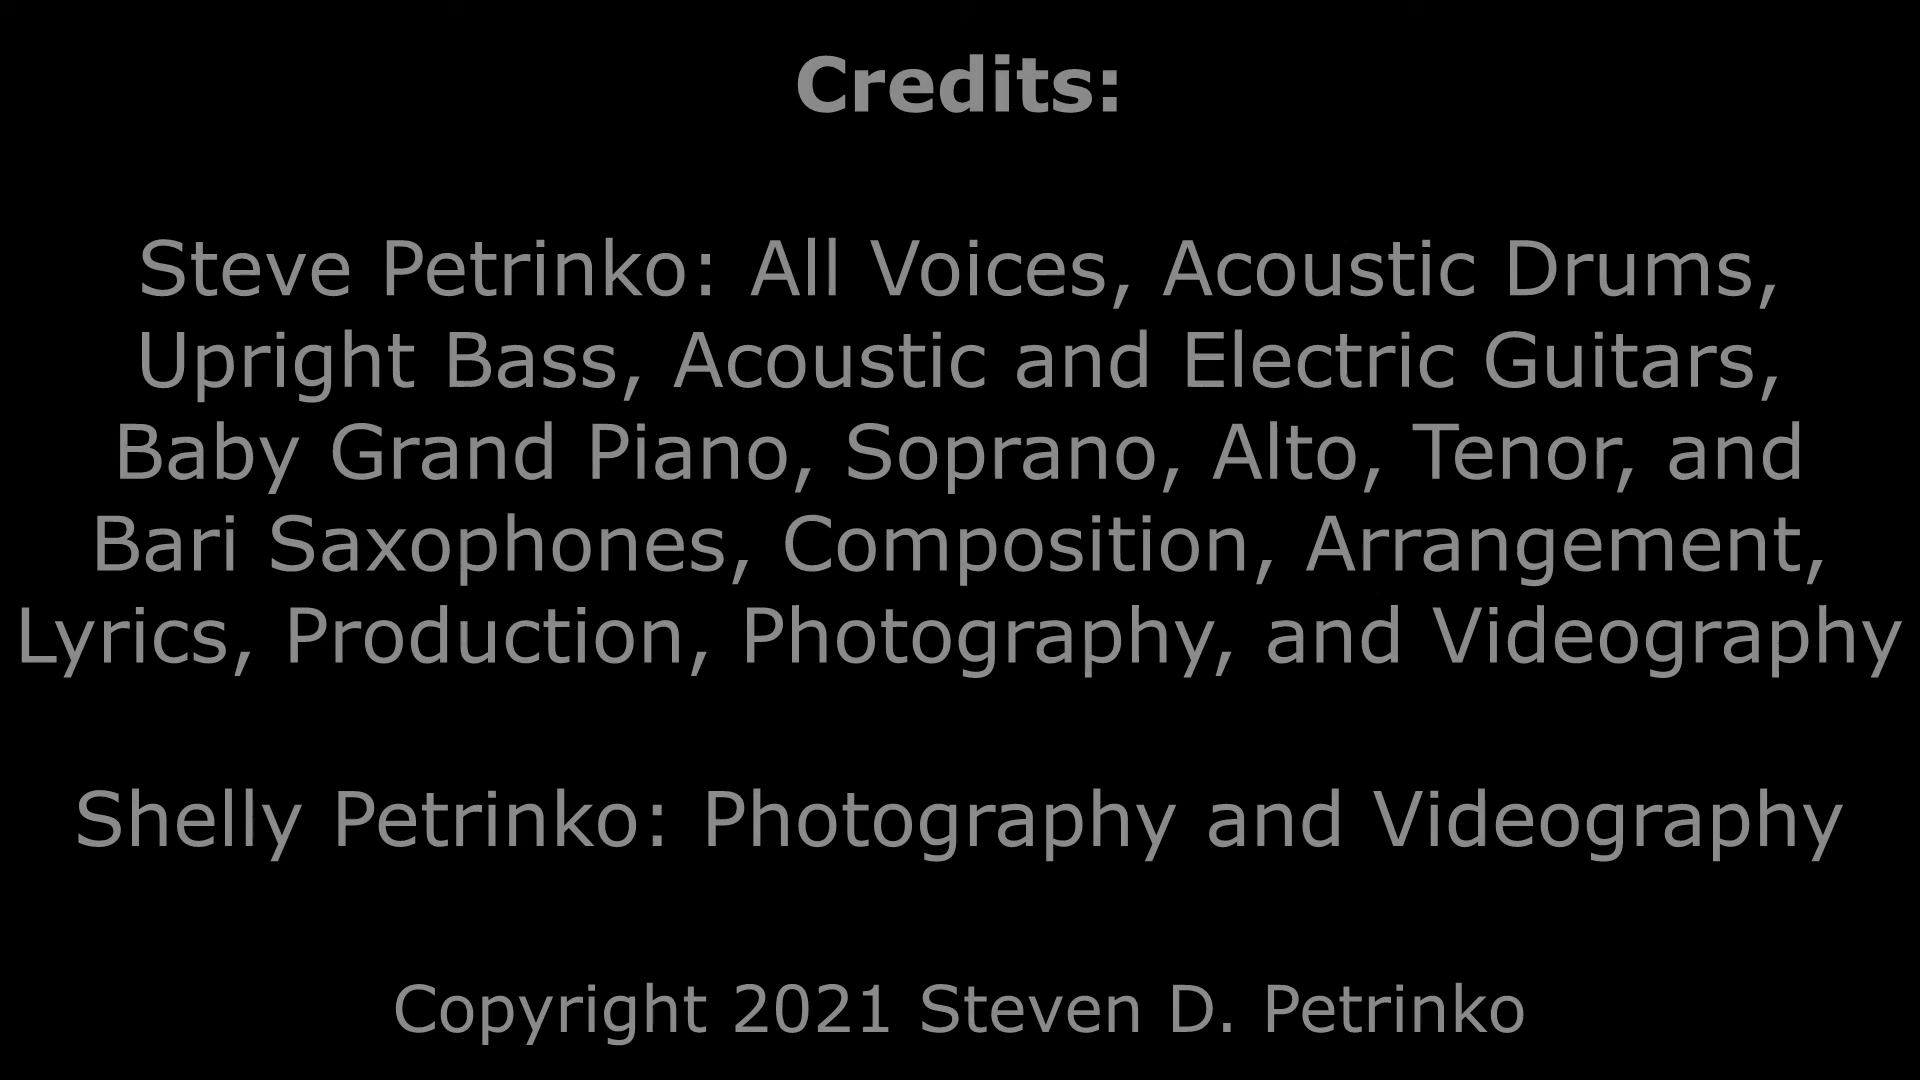 Credits:
Steve Petrinko: All Voices, Acoustic Drums,
Upright Bass, Acoustic and Electric Guitars,
Baby Grand Piano, Soprano, Alto, Tenor, and
Bari Saxophones, Composition, Arrangement,
Lyrics, Production, Photography, and Videography
Shelly Petrinko: Photography and Videography
Copyright 2021 Steven D. Petrinko